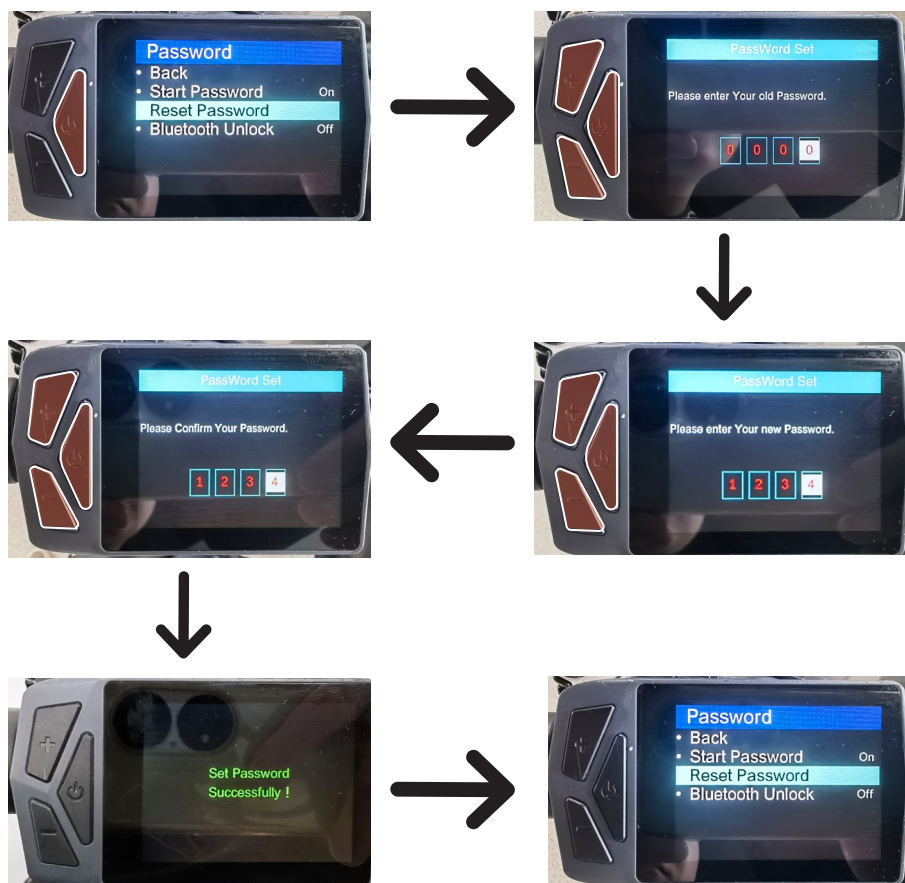 Password
• Back
• Start Password On
Reset Password
• Bluetooth Unlock Off
PassWord Set
Please enter Your old Password.
0 0 0 0
PassWord Set
Please Confirm Your Password.
1 2 3 4
PassWord Set
Please enter Your new Password.
1 2 3 4
Set Password
Successfully !
Password
• Back
• Start Password On
Reset Password
• Bluetooth Unlock Off